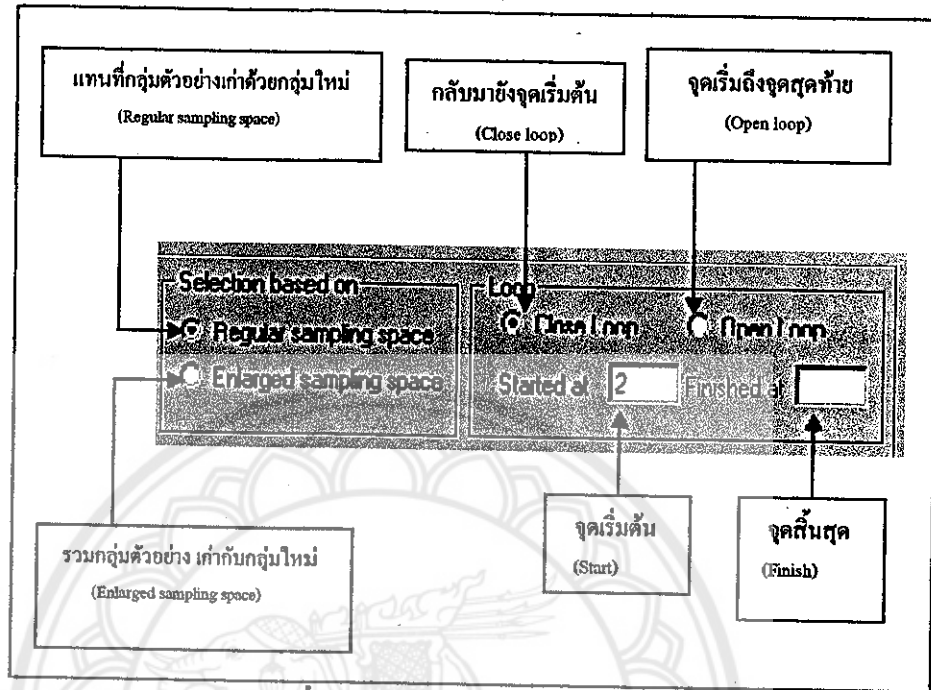 แทนที่กลุ่มตัวอย่างเก่าด้วยกลุ่มใหม่
(Regular sampling space)
กลับมายังจุดเริ่มต้น
(Close loop)
จุดเริ่มถึงจุดสุดท้าย
(Open loop)
Selection based on
Regular sampling space
Enlarged sampling space
Loop
Close Loop
Open Loop
Started at 2 Finished at
รวมกลุ่มตัวอย่าง เก่ากับกลุ่มใหม่
(Enlarged sampling space)
จุดเริ่มต้น
(Start)
จุดสิ้นสุด
(Finish)